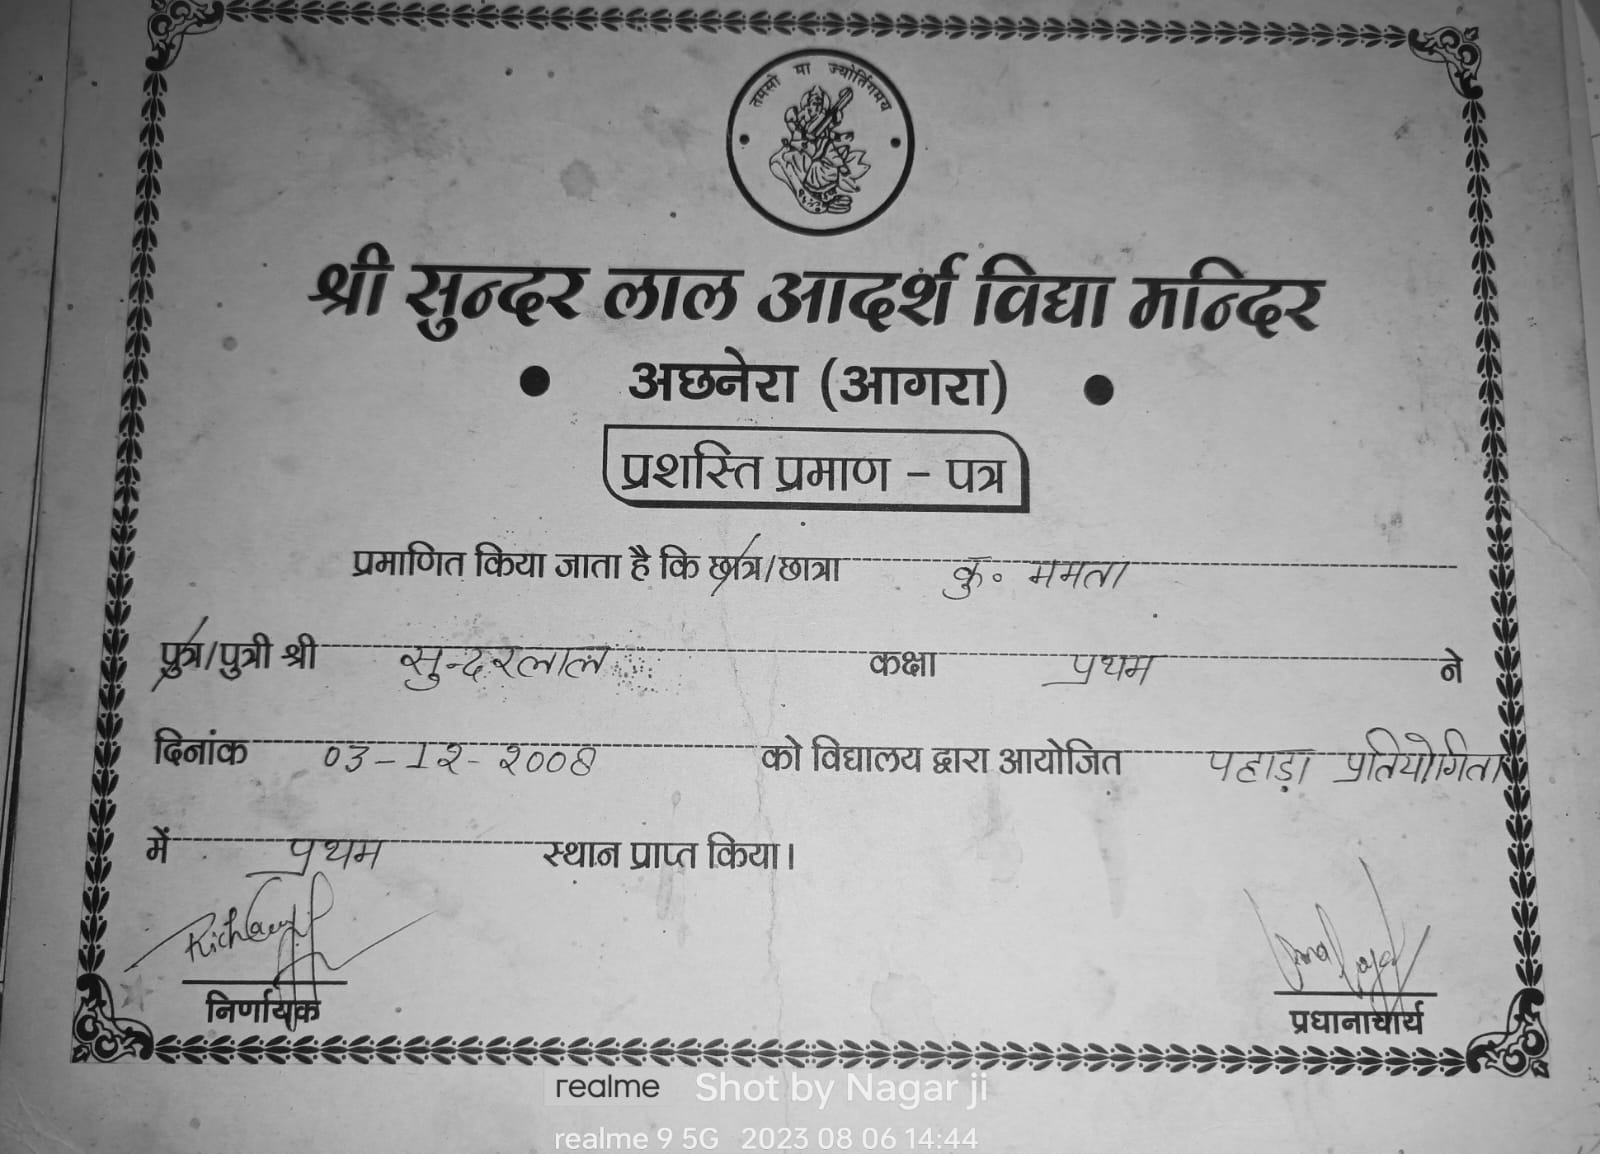 तमसो मा ज्योर्तिगमय
श्री सुन्दर लाल आदर्श विद्या मन्दिर
• अछनेरा (आगरा) •
प्रशस्ति प्रमाण - पत्र
प्रमाणित किया जाता है कि छात्र/छात्रा कु० ममता
पुत्र/पुत्री श्री सुन्दरलाल कक्षा प्रथम ने
दिनांक 03-12-2008 को विद्यालय द्वारा आयोजित पहाड़ा प्रतियोगिता
में प्रथम स्थान प्राप्त किया।
निर्णायक प्रधानाचार्य
realme Shot by Nagar ji
realme 9 5G 2023 08 06 14:44